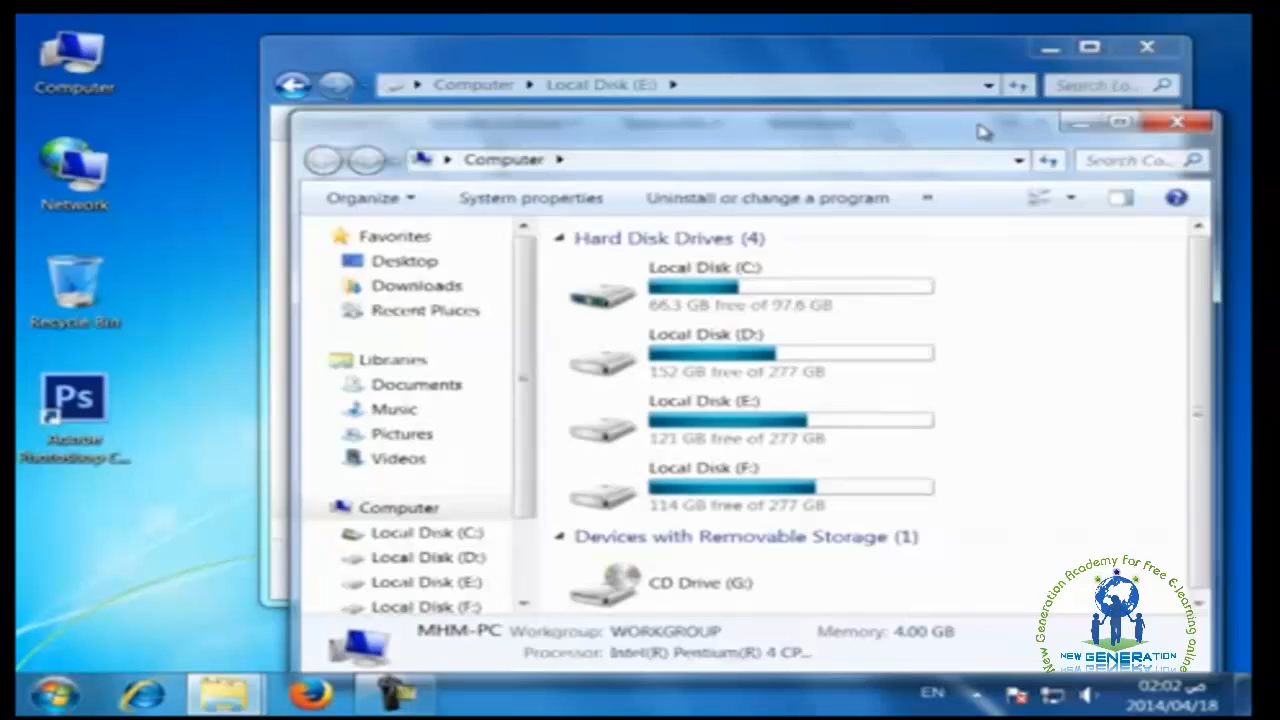 Computer
Network
Recycle Bin
Ps
Adobe
Photoshop C...
Computer
Local Disk (E:)
Search Lo...
Computer
Search Co...
Organize
System properties
Uninstall or change a program
»
Favorites
Desktop
Downloads
Recent Places
Libraries
Documents
Music
Pictures
Videos
Computer
Local Disk (C:)
Local Disk (D:)
Local Disk (E:)
Local Disk (F:)
Hard Disk Drives (4)
Local Disk (C:)
66.3 GB free of 97.6 GB
Local Disk (D:)
152 GB free of 277 GB
Local Disk (E:)
121 GB free of 277 GB
Local Disk (F:)
114 GB free of 277 GB
Devices with Removable Storage (1)
CD Drive (G:)
MHM-PC Workgroup: WORKGROUP Memory: 4.00 GB
Processor: Intel(R) Pentium(R) 4 CP...
New Generation Academy For Free E-learning online
NEW GENERATION
EN
02:02 ص
2014/04/18